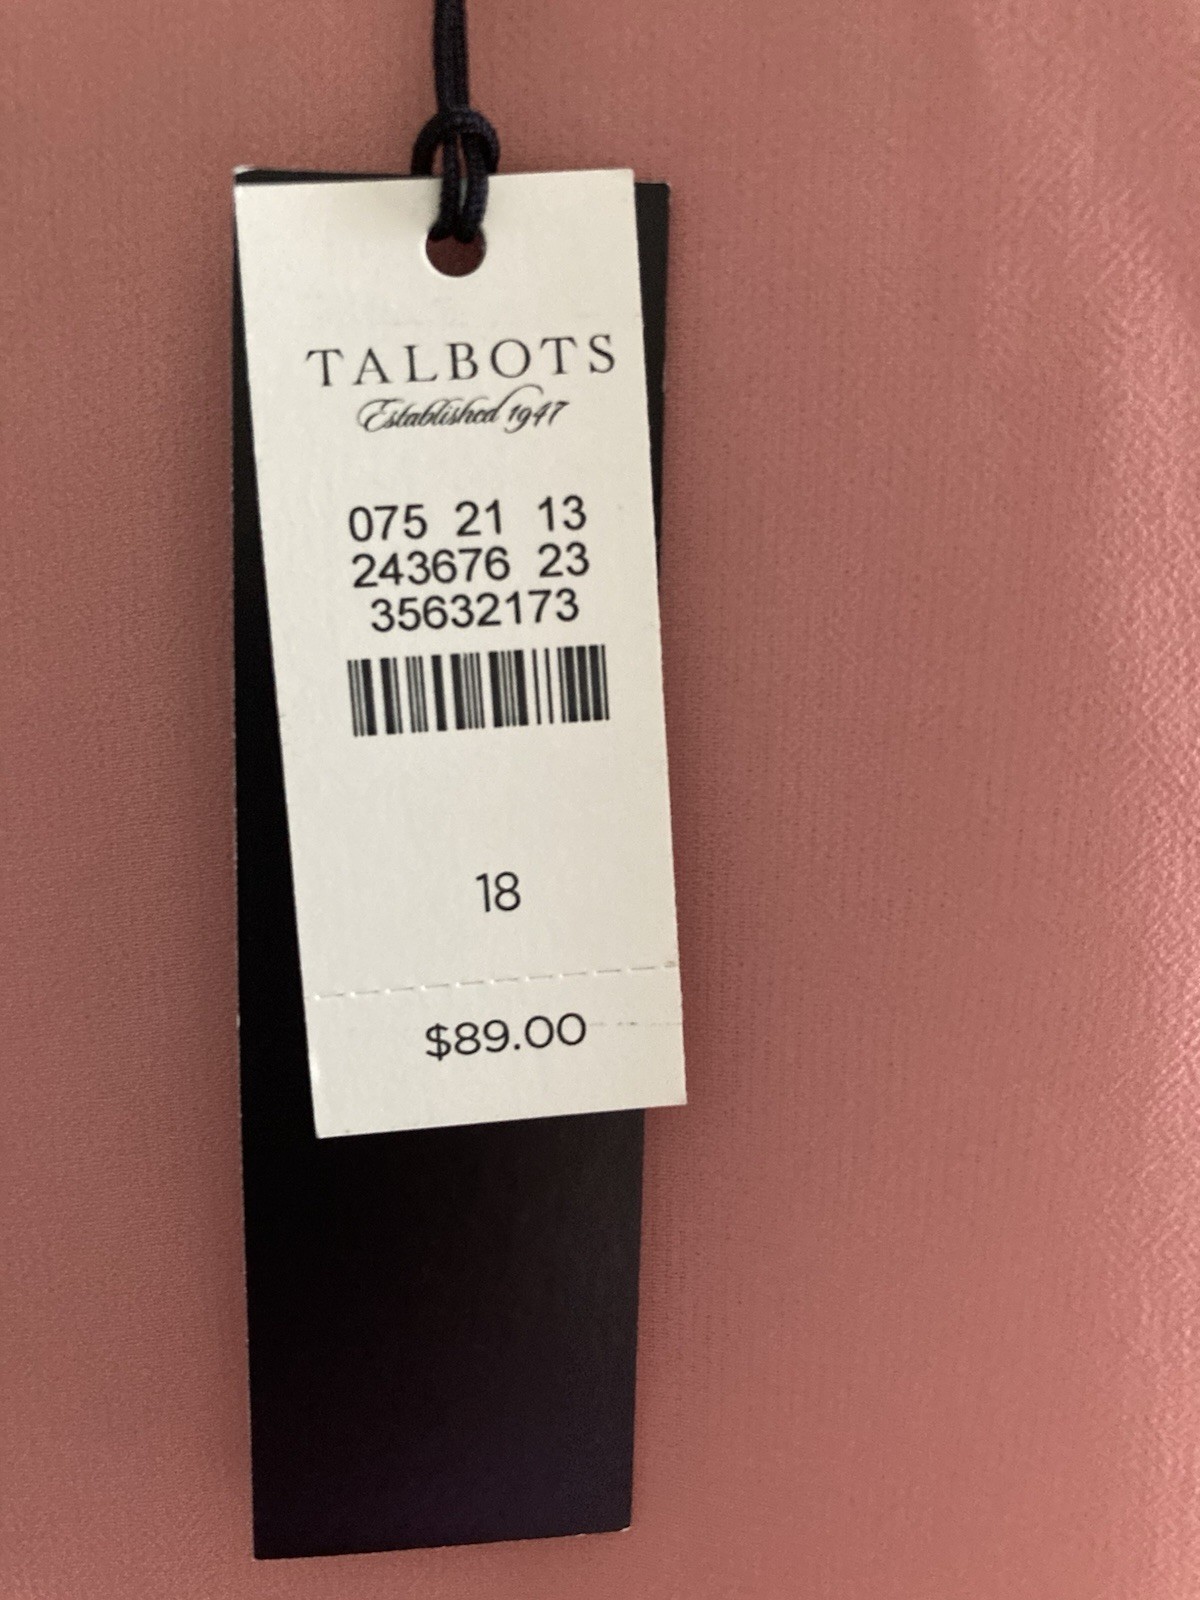 TALBOTS
Established 1947
075 21 13
243676 23
35632173
18
$89.00